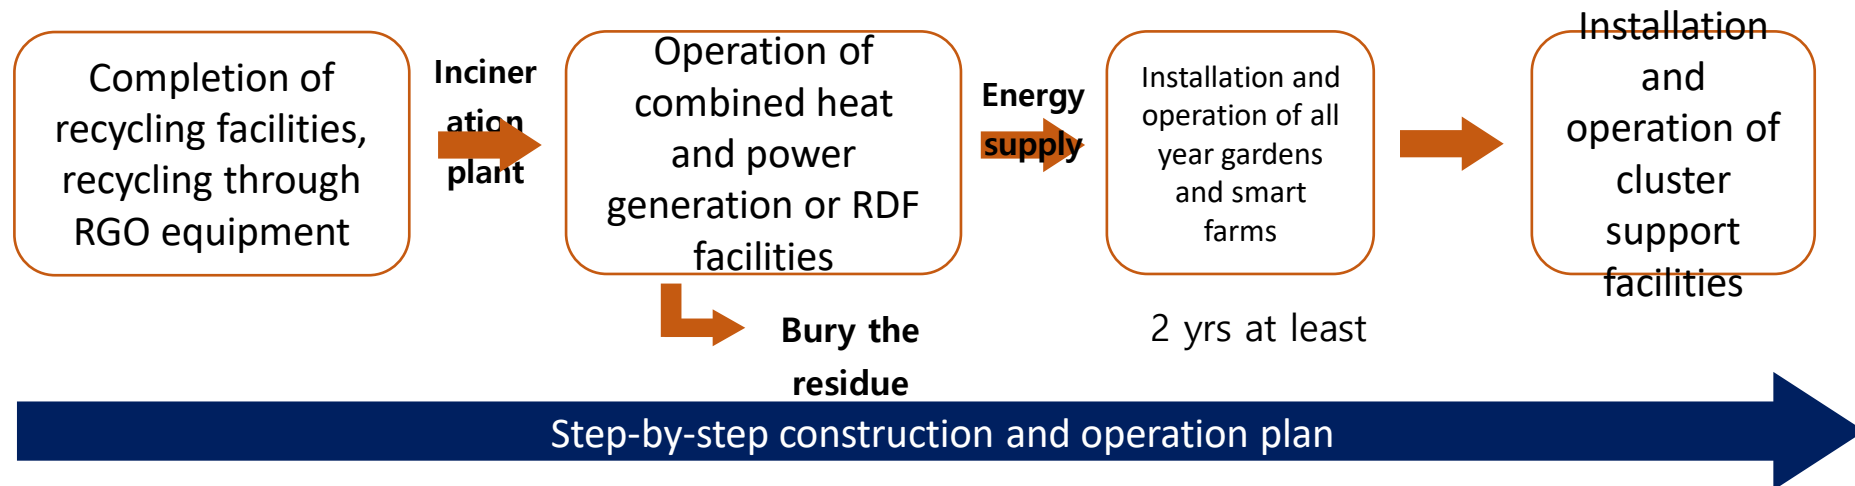 Completion of
recycling facilities,
recycling through
RGO equipment
Inciner
ation
plant
Operation of
combined heat
and power
generation or RDF
facilities
Energy
supply
Installation and
operation of all
year gardens
and smart
farms
Installation
and
operation of
cluster
support
facilities
Bury the
residue
2 yrs at least
Step-by-step construction and operation plan